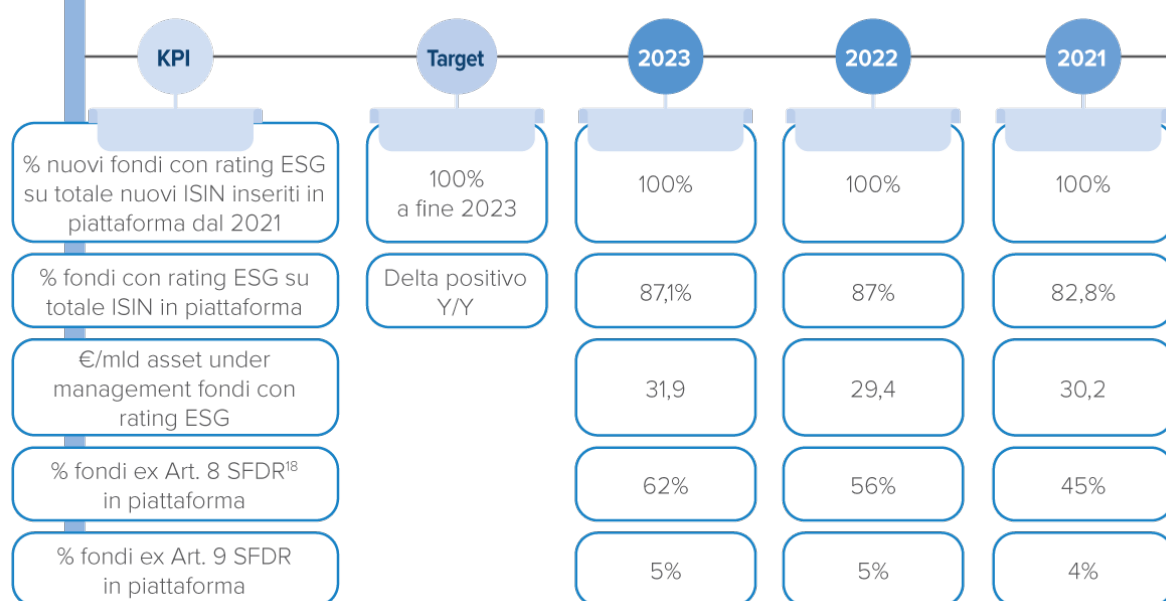 KPI
Target
2023
2022
2021
% nuovi fondi con rating ESG
su totale nuovi ISIN inseriti in
piattaforma dal 2021
100%
a fine 2023
100%
100%
100%
% fondi con rating ESG su
totale ISIN in piattaforma
Delta positivo
Y/Y
87,1%
87%
82,8%
€/mld asset under
management fondi con
rating ESG
31,9
29,4
30,2
% fondi ex Art. 8 SFDR¹⁸
in piattaforma
62%
56%
45%
% fondi ex Art. 9 SFDR
in piattaforma
5%
5%
4%